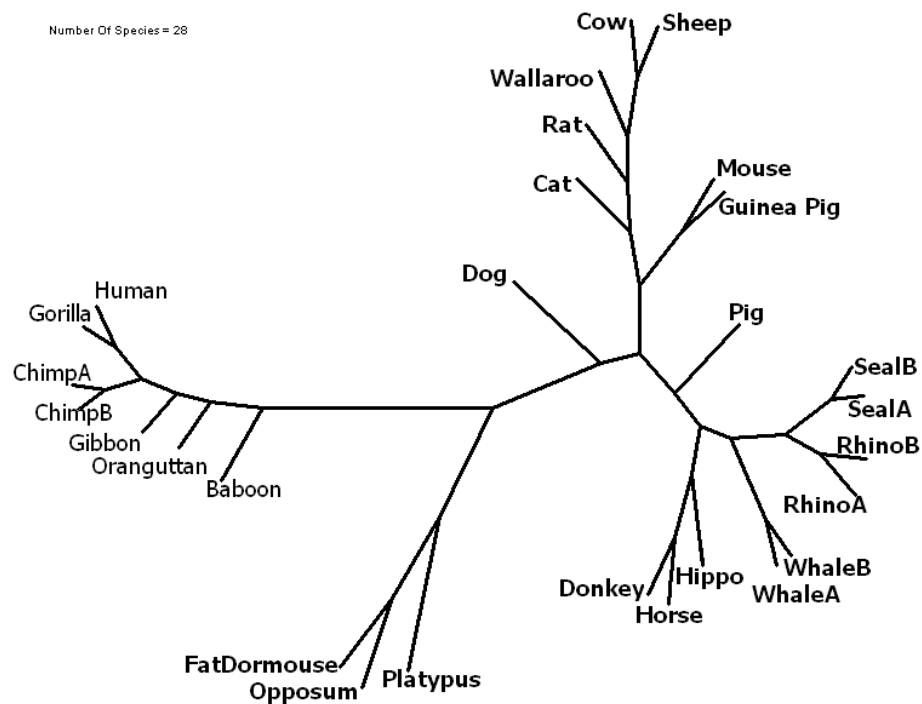 Number Of Species = 28
Cow
Sheep
Wallaroo
Rat
Mouse
Cat
Guinea Pig
Dog
Human
Gorilla
Pig
ChimpA
SealB
ChimpB
SealA
Gibbon
RhinoB
Oranguttan
Baboon
RhinoA
WhaleB
Hippo
Donkey
WhaleA
Horse
FatDormouse
Platypus
Opposum